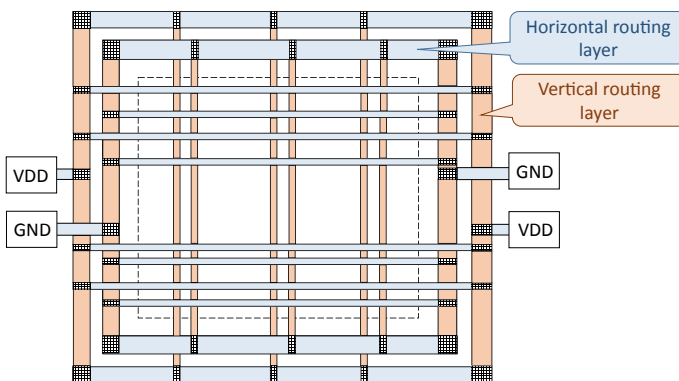 Horizontal routing
layer
Vertical routing
layer
VDD
GND
GND
VDD